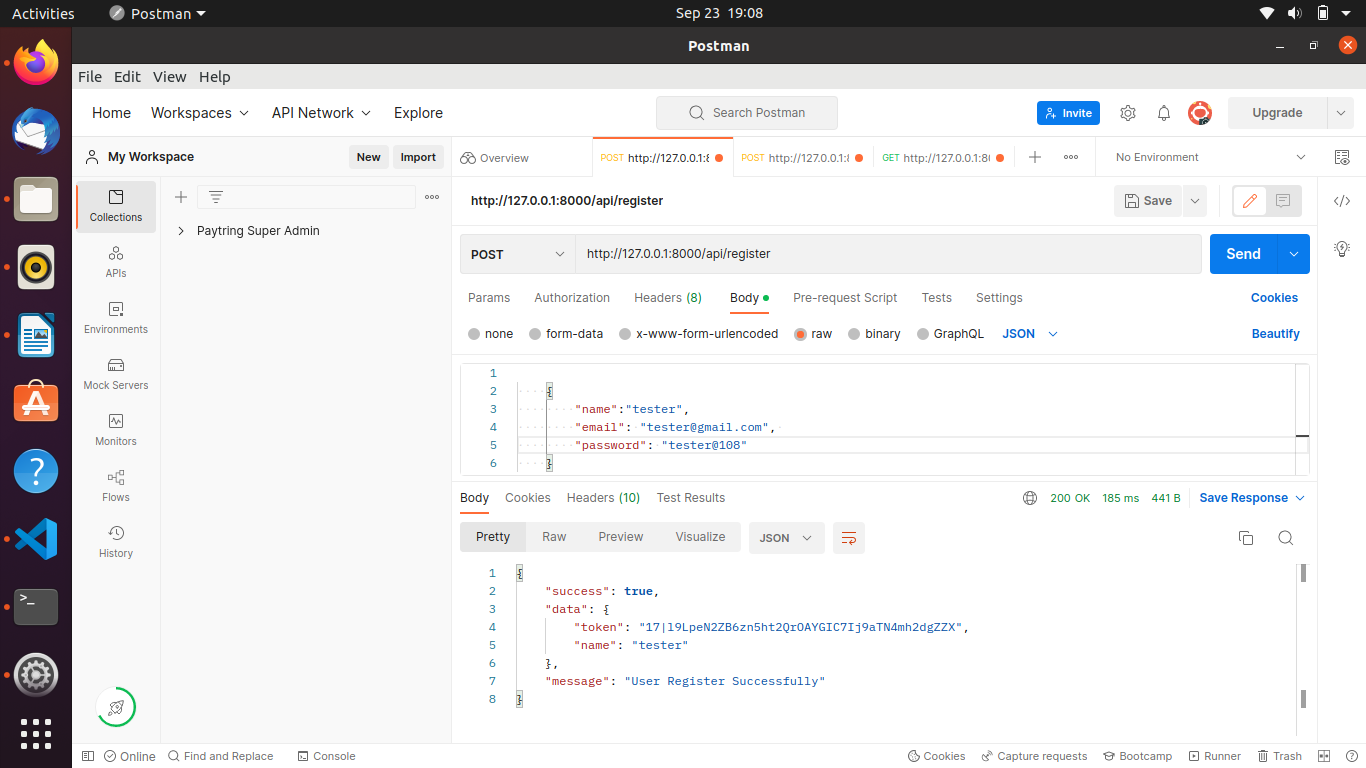 Activities Postman Sep 23 19:08
Postman
File Edit View Help
Home Workspaces API Network Explore Search Postman Invite Upgrade
My Workspace New Import Overview POST http://127.0.0.1:8 POST http://127.0.0.1: GET http://127.0.0.1:80 No Environment
http://127.0.0.1:8000/api/register Save
Collections
Paytring Super Admin
APIs
Environments
Mock Servers
Monitors
Flows
History
POST http://127.0.0.1:8000/api/register Send
Params Authorization Headers (8) Body Pre-request Script Tests Settings Cookies
none form-data x-www-form-urlencoded raw binary GraphQL JSON Beautify
1
2 {
3 "name":"tester",
4 "email": "tester@gmail.com",
5 "password": "tester@108"
6 }
Body Cookies Headers (10) Test Results 200 OK 185 ms 441 B Save Response
Pretty Raw Preview Visualize JSON
1 {
2 "success": true,
3 "data": {
4 "token": "17|l9LpeN2ZB6zn5ht2QrOAYGIC7Ij9aTN4mh2dgZZX",
5 "name": "tester"
6 },
7 "message": "User Register Successfully"
8 }
Online Find and Replace Console Cookies Capture requests Bootcamp Runner Trash